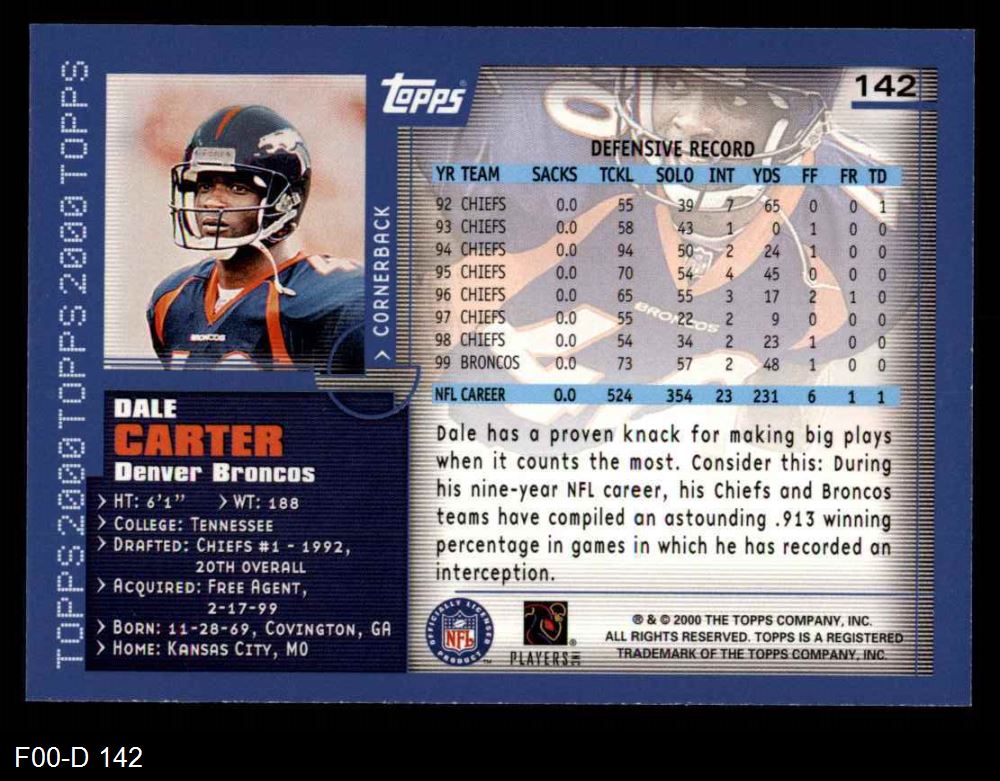 TOPPS 2000 TOPPS 2000 TOPPS 2000 TOPPS
TOPPS
142
> CORNERBACK
BRONCOS
DALE
CARTER
Denver Broncos
> HT: 6'1" > WT: 188
> COLLEGE: TENNESSEE
> DRAFTED: CHIEFS #1 - 1992,
20TH OVERALL
> ACQUIRED: FREE AGENT,
2-17-99
> BORN: 11-28-69, COVINGTON, GA
> HOME: KANSAS CITY, MO
DEFENSIVE RECORD
YR TEAM SACKS TCKL SOLO INT YDS FF FR TD
92 CHIEFS 0.0 55 39 7 65 0 0 1
93 CHIEFS 0.0 58 43 1 0 1 0 0
94 CHIEFS 0.0 94 50 2 24 1 0 0
95 CHIEFS 0.0 70 54 4 45 0 0 0
96 CHIEFS 0.0 65 55 3 17 2 1 0
97 CHIEFS 0.0 55 22 2 9 0 0 0
98 CHIEFS 0.0 54 34 2 23 1 0 0
99 BRONCOS 0.0 73 57 2 48 1 0 0
NFL CAREER 0.0 524 354 23 231 6 1 1
BRONCOS
Dale has a proven knack for making big plays
when it counts the most. Consider this: During
his nine-year NFL career, his Chiefs and Broncos
teams have compiled an astounding .913 winning
percentage in games in which he has recorded an
interception.
OFFICIALLY LICENSED
NFL
PRODUCT ™
PLAYERS INC ®
® & © 2000 THE TOPPS COMPANY, INC.
ALL RIGHTS RESERVED. TOPPS IS A REGISTERED
TRADEMARK OF THE TOPPS COMPANY, INC.
F00-D 142